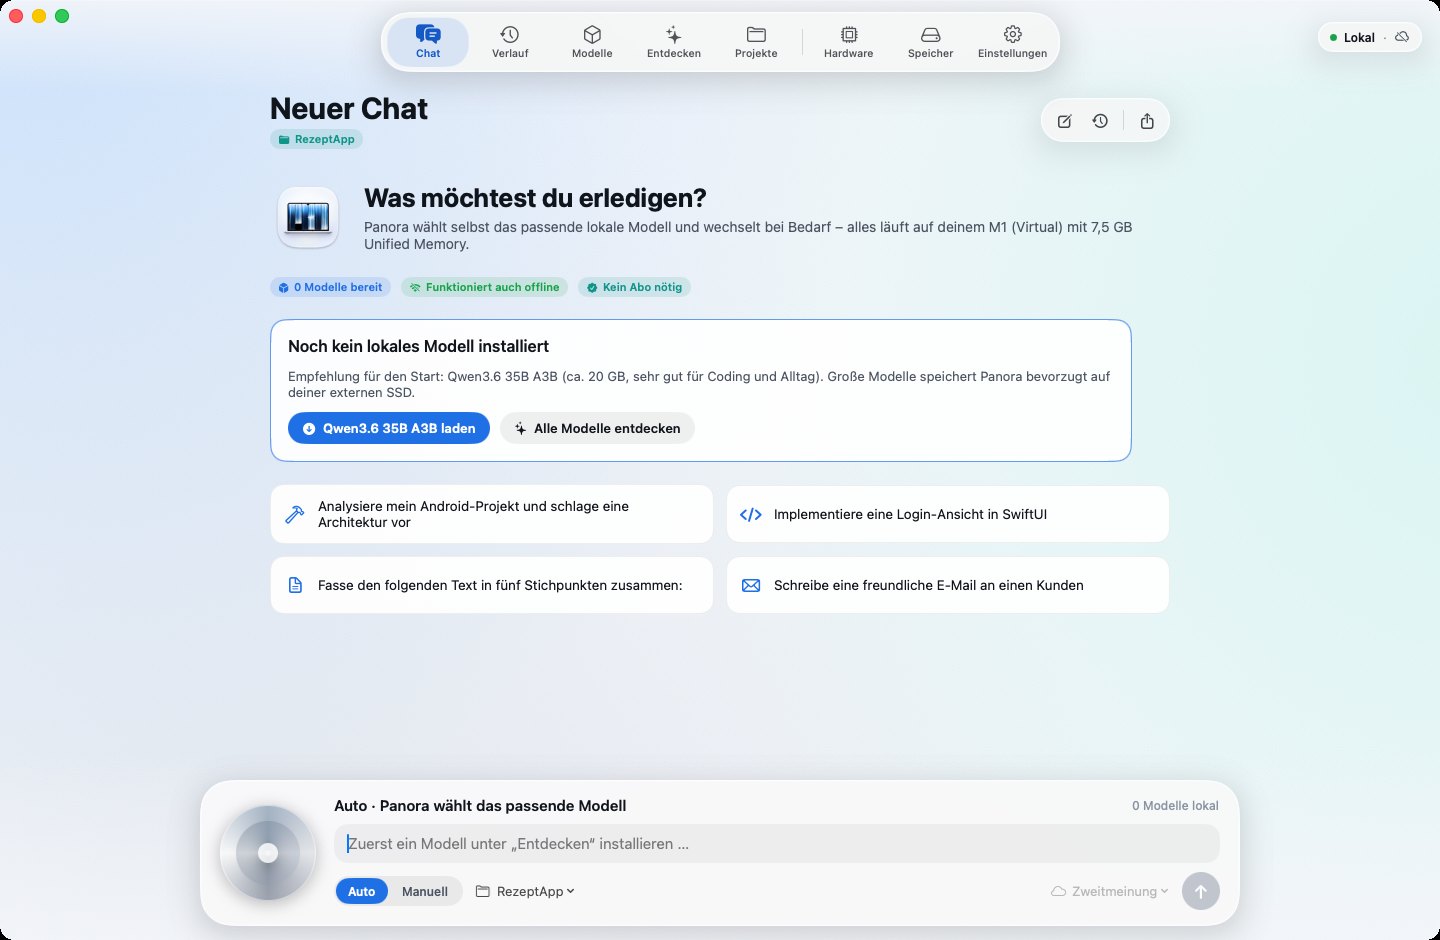 Chat
Verlauf
Modelle
Entdecken
Projekte
Hardware
Speicher
Einstellungen
Lokal ·
Neuer Chat
RezeptApp
Was möchtest du erledigen?
Panora wählt selbst das passende lokale Modell und wechselt bei Bedarf – alles läuft auf deinem M1 (Virtual) mit 7,5 GB
Unified Memory.
0 Modelle bereit
Funktioniert auch offline
Kein Abo nötig
Noch kein lokales Modell installiert
Empfehlung für den Start: Qwen3.6 35B A3B (ca. 20 GB, sehr gut für Coding und Alltag). Große Modelle speichert Panora bevorzugt auf
deiner externen SSD.
Qwen3.6 35B A3B laden
Alle Modelle entdecken
Analysiere mein Android-Projekt und schlage eine
Architektur vor
Implementiere eine Login-Ansicht in SwiftUI
Fasse den folgenden Text in fünf Stichpunkten zusammen:
Schreibe eine freundliche E-Mail an einen Kunden
Auto · Panora wählt das passende Modell
0 Modelle lokal
Zuerst ein Modell unter „Entdecken“ installieren ...
Auto
Manuell
RezeptApp
Zweitmeinung